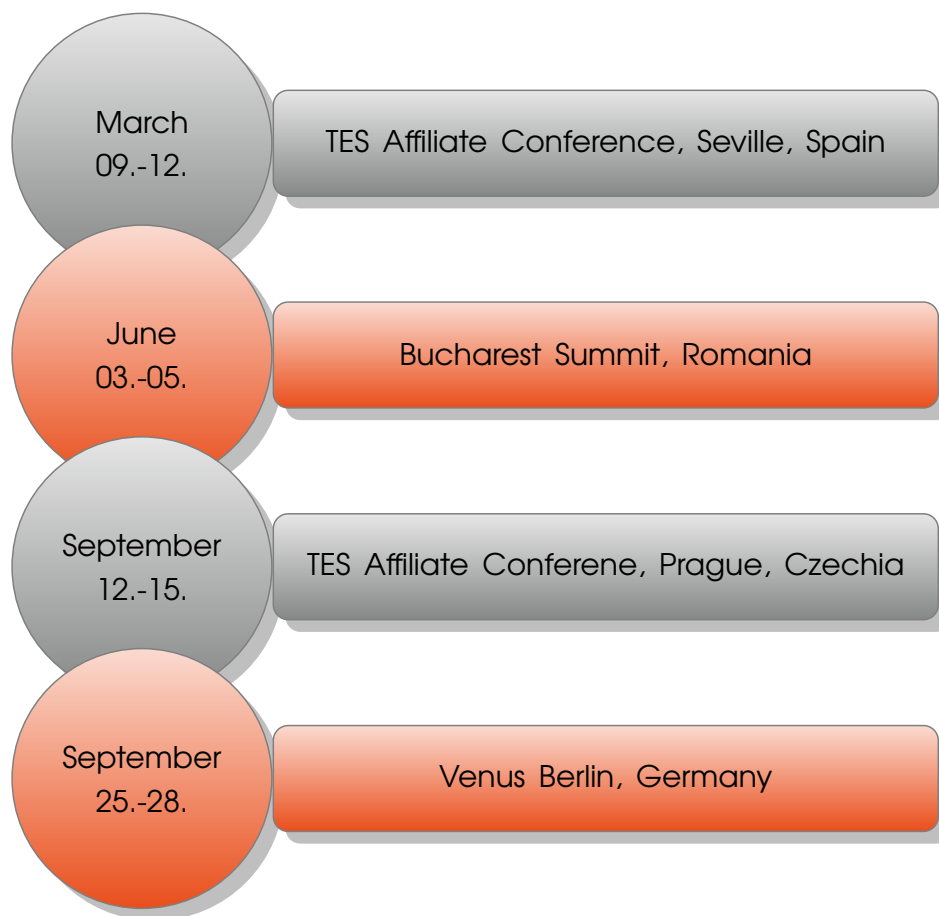 March
09.-12.
TES Affiliate Conference, Seville, Spain
June
03.-05.
Bucharest Summit, Romania
September
12.-15.
TES Affiliate Conferene, Prague, Czechia
September
25.-28.
Venus Berlin, Germany